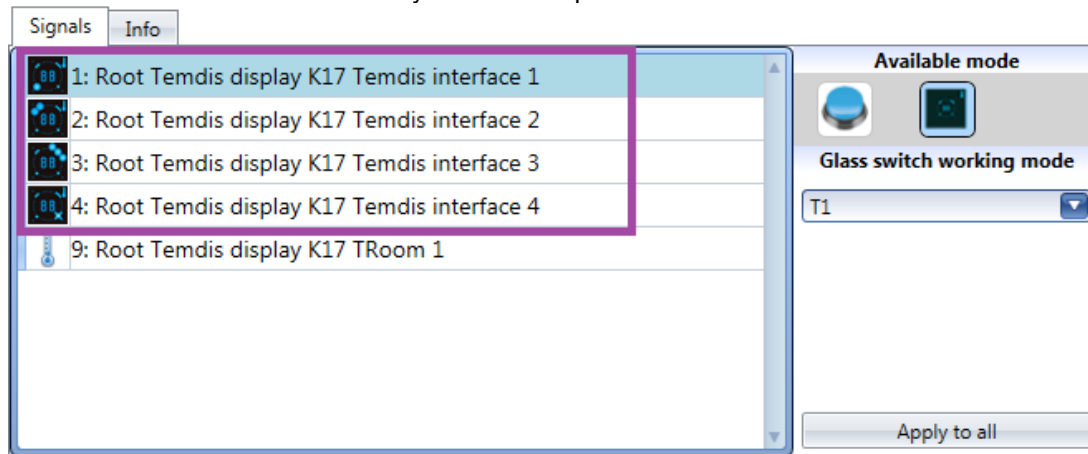 Signals
Info
1: Root Temdis display K17 Temdis interface 1
2: Root Temdis display K17 Temdis interface 2
3: Root Temdis display K17 Temdis interface 3
4: Root Temdis display K17 Temdis interface 4
9: Root Temdis display K17 TRoom 1
Available mode
Glass switch working mode
T1
Apply to all